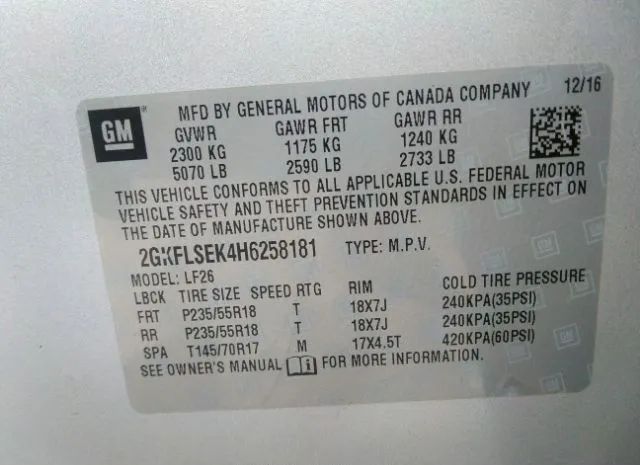 GM
MFD BY GENERAL MOTORS OF CANADA COMPANY 12/16
GVWR GAWR FRT GAWR RR
2300 KG 1175 KG 1240 KG
5070 LB 2590 LB 2733 LB
THIS VEHICLE CONFORMS TO ALL APPLICABLE U.S. FEDERAL MOTOR
VEHICLE SAFETY AND THEFT PREVENTION STANDARDS IN EFFECT ON
THE DATE OF MANUFACTURE SHOWN ABOVE.
2GKFLSEK4H6258181 TYPE: M.P.V.
MODEL: LF26
LBCK TIRE SIZE SPEED RTG RIM COLD TIRE PRESSURE
FRT P235/55R18 T 18X7J 240KPA(35PSI)
RR P235/55R18 T 18X7J 240KPA(35PSI)
SPA T145/70R17 M 17X4.5T 420KPA(60PSI)
SEE OWNER'S MANUAL FOR MORE INFORMATION.